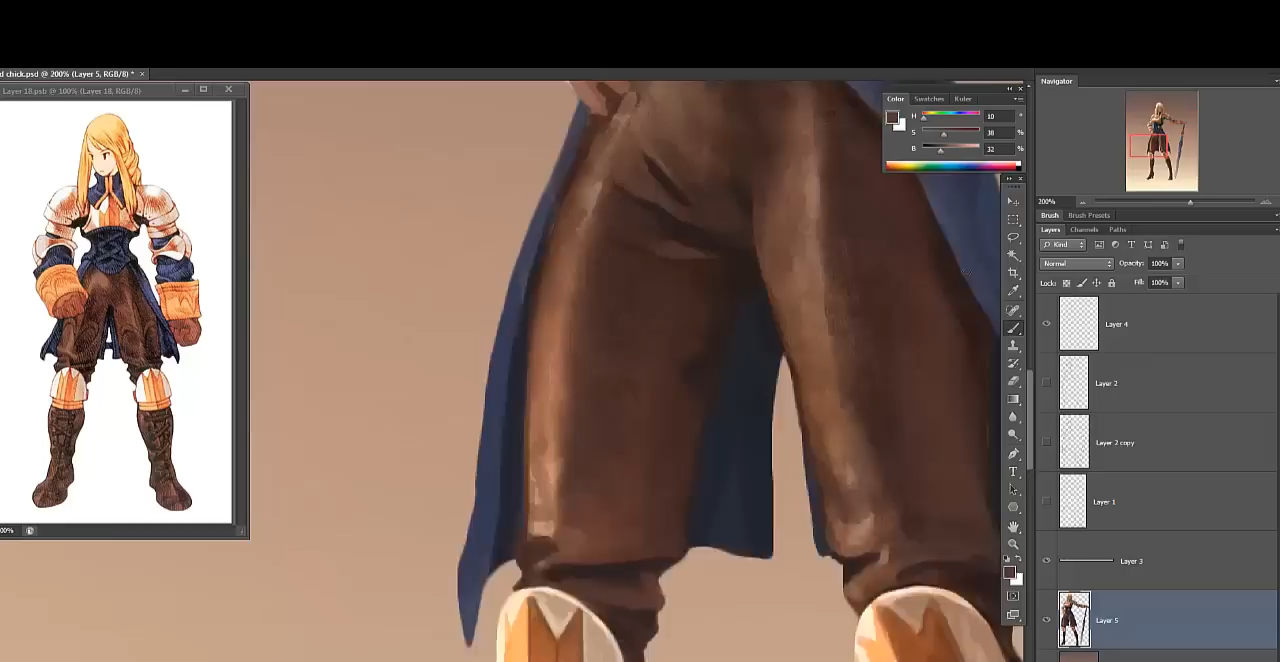 d chick.psd @ 200% (Layer 5, RGB/8) * ×
Layer 18.psb @ 100% (Layer 18, RGB/8)
Navigator
Color Swatches Kuler
H 10
S 38 %
B 32 %
200%
Brush Brush Presets
Layers Channels Paths
Kind
Normal Opacity: 100%
Lock: Fill: 100%
Layer 4
Layer 2
Layer 2 copy
Layer 1
Layer 3
Layer 5
00%